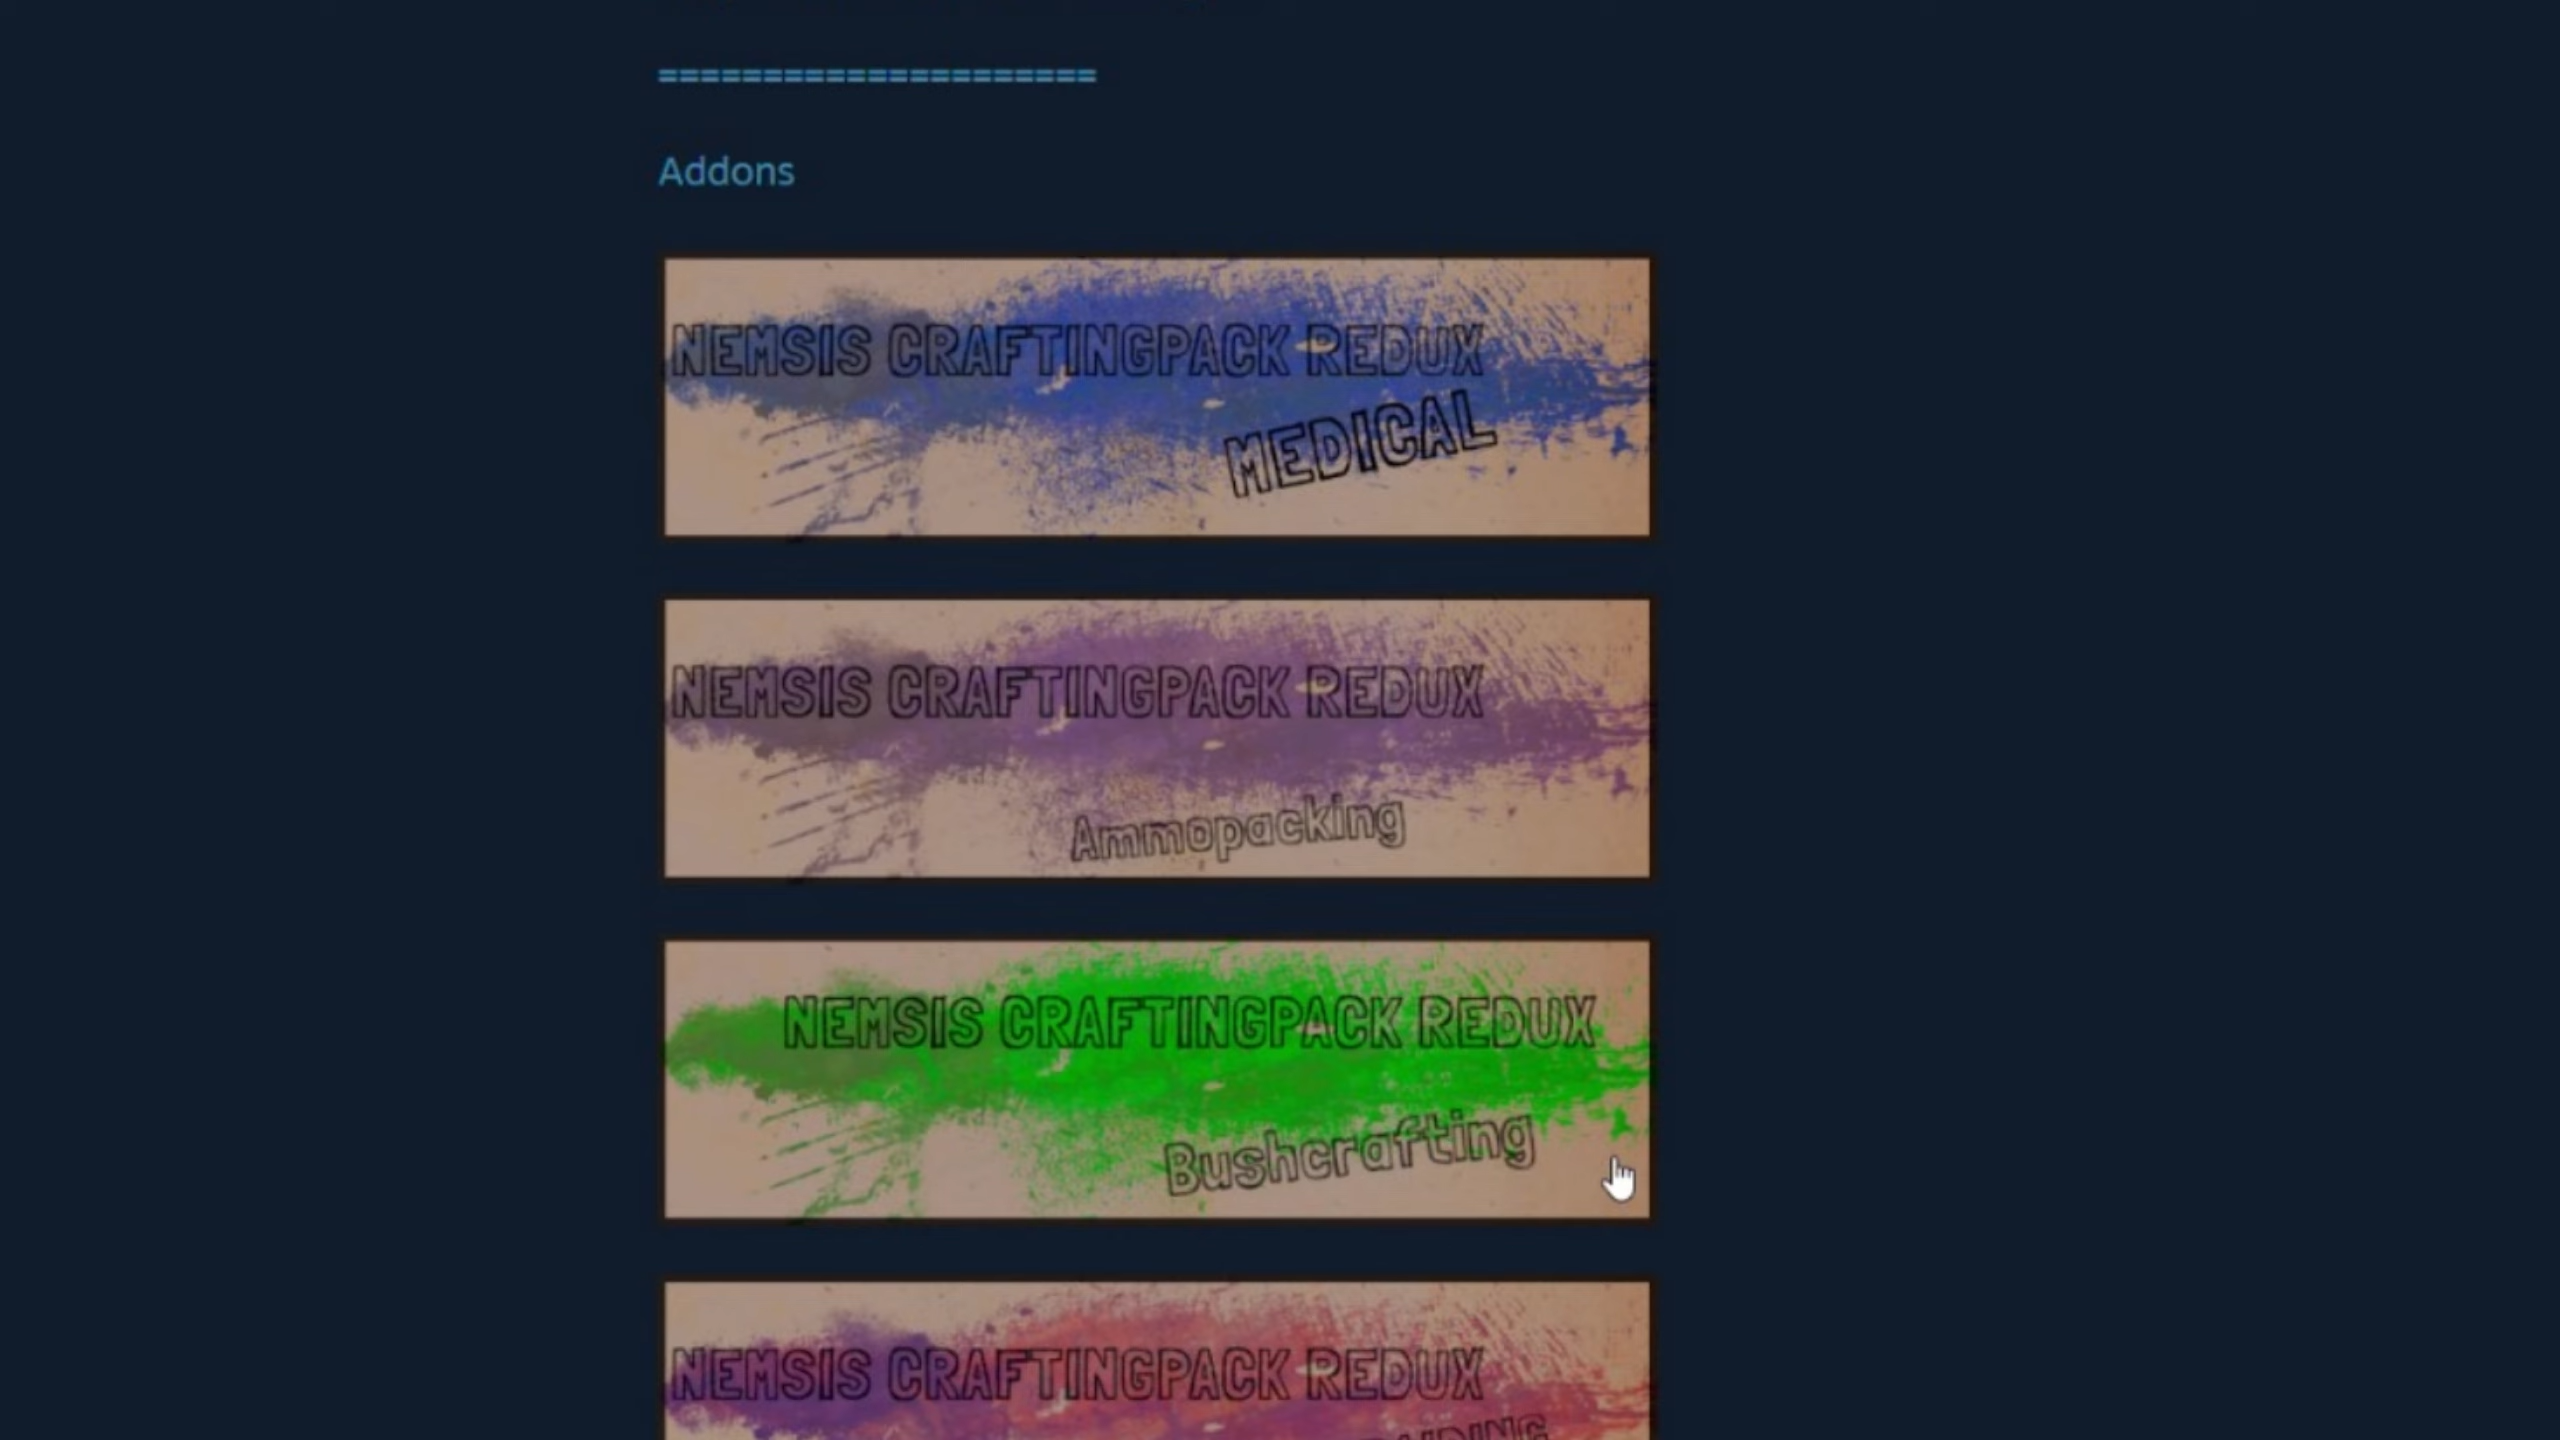 =====================
Addons
NEMSIS CRAFTINGPACK REDUX
MEDICAL
NEMSIS CRAFTINGPACK REDUX
Ammopacking
NEMSIS CRAFTINGPACK REDUX
Bushcrafting
NEMSIS CRAFTINGPACK REDUX